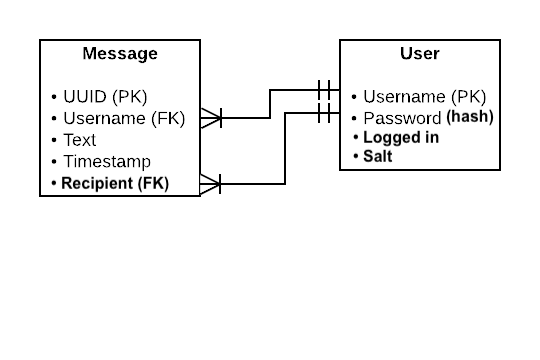 Message
• UUID (PK)
• Username (FK)
• Text
• Timestamp
• Recipient (FK)
User
• Username (PK)
• Password (hash)
• Logged in
• Salt